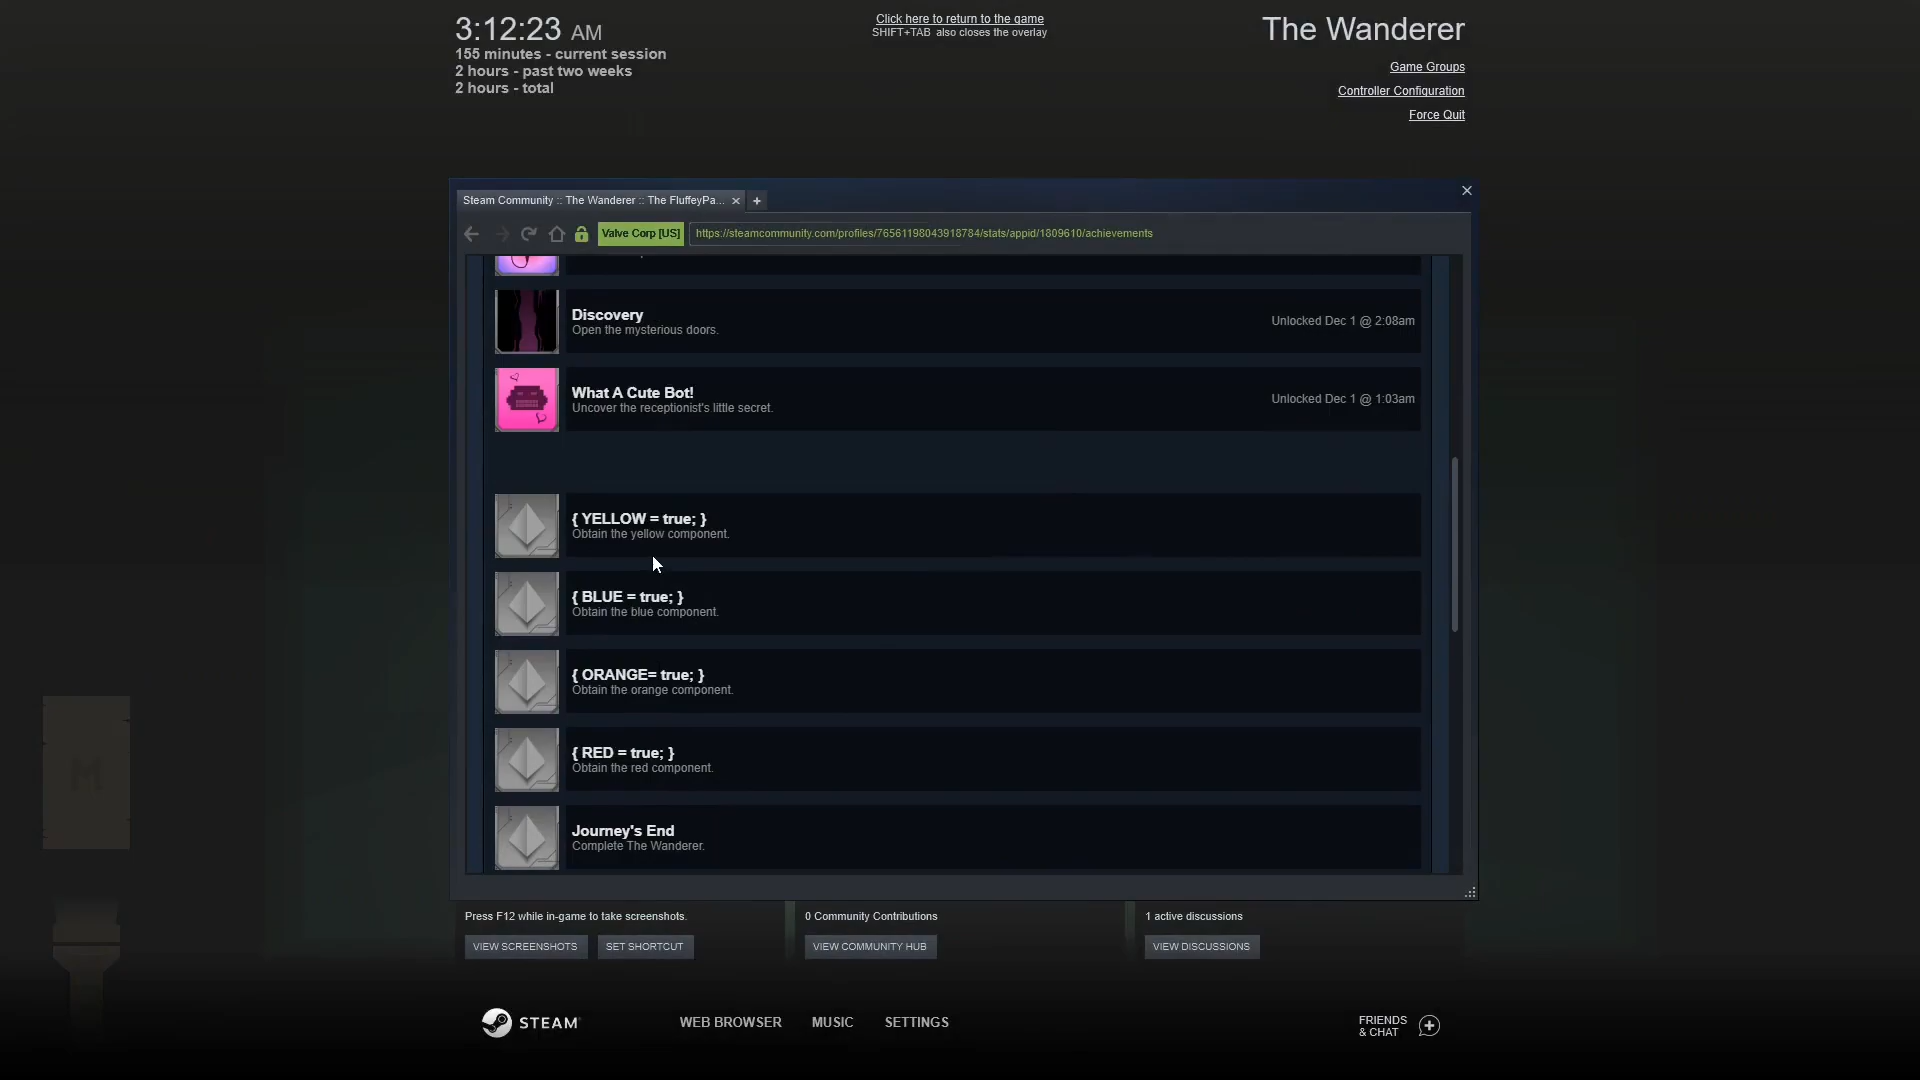 3:12:23 AM
155 minutes - current session
2 hours - past two weeks
2 hours - total
Click here to return to the game
SHIFT+TAB also closes the overlay
The Wanderer
Game Groups
Controller Configuration
Force Quit
Steam Community :: The Wanderer :: The FluffeyPa...
Valve Corp [US]
https://steamcommunity.com/profiles/76561198043918784/stats/appid/1809610/achievements
Discovery
Open the mysterious doors.
Unlocked Dec 1 @ 2:08am
What A Cute Bot!
Uncover the receptionist's little secret.
Unlocked Dec 1 @ 1:03am
{ YELLOW = true; }
Obtain the yellow component.
{ BLUE = true; }
Obtain the blue component.
{ ORANGE= true; }
Obtain the orange component.
{ RED = true; }
Obtain the red component.
Journey's End
Complete The Wanderer.
M
Press F12 while in-game to take screenshots.
VIEW SCREENSHOTS
SET SHORTCUT
0 Community Contributions
VIEW COMMUNITY HUB
1 active discussions
VIEW DISCUSSIONS
STEAM
WEB BROWSER
MUSIC
SETTINGS
FRIENDS
& CHAT